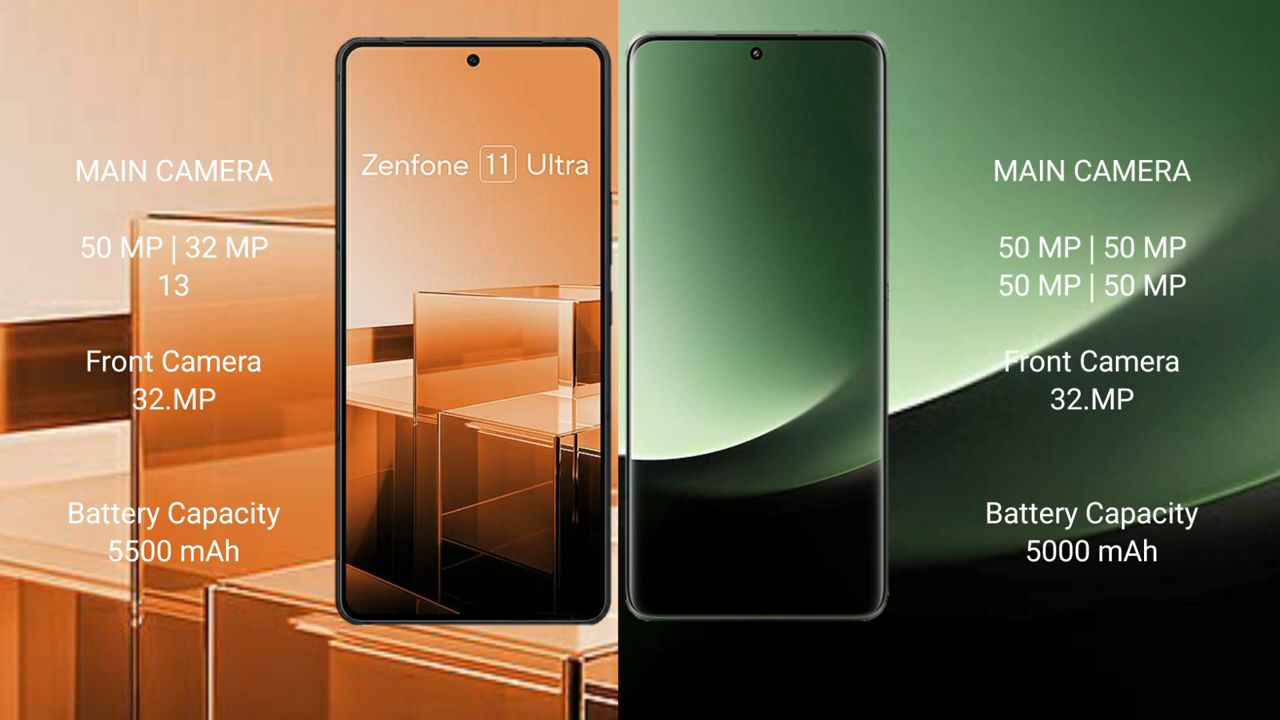 MAIN CAMERA
50 MP | 32 MP
13
Front Camera
32.MP
Battery Capacity
5500 mAh
Zenfone 11 Ultra
MAIN CAMERA
50 MP | 50 MP
50 MP | 50 MP
Front Camera
32.MP
Battery Capacity
5000 mAh